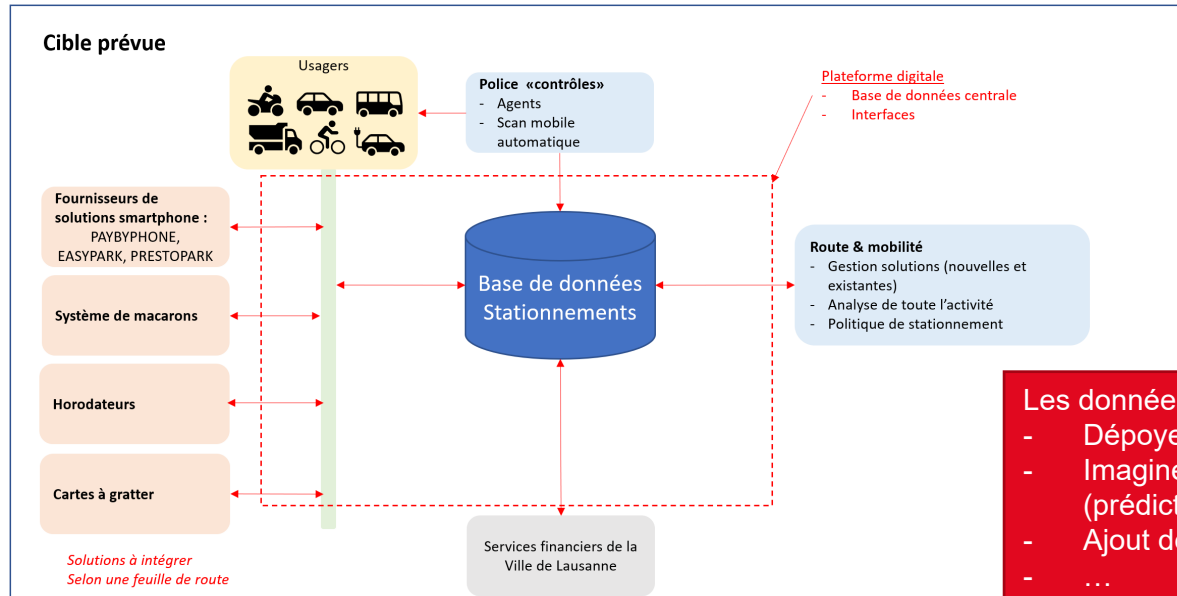 Cible prévue
Usagers
Police «contrôles»
- Agents
- Scan mobile
automatique
Plateforme digitale
- Base de données centrale
- Interfaces
Fournisseurs de
solutions smartphone :
PAYBYPHONE,
EASYPARK, PRESTOPARK
Système de macarons
Horodateurs
Cartes à gratter
Solutions à intégrer
Selon une feuille de route
Base de données
Stationnements
Route & mobilité
- Gestion solutions (nouvelles et
existantes)
- Analyse de toute l’activité
- Politique de stationnement
Services financiers de la
Ville de Lausanne
Les donnée
- Dépoye
- Imagine
(prédict
- Ajout de
- …